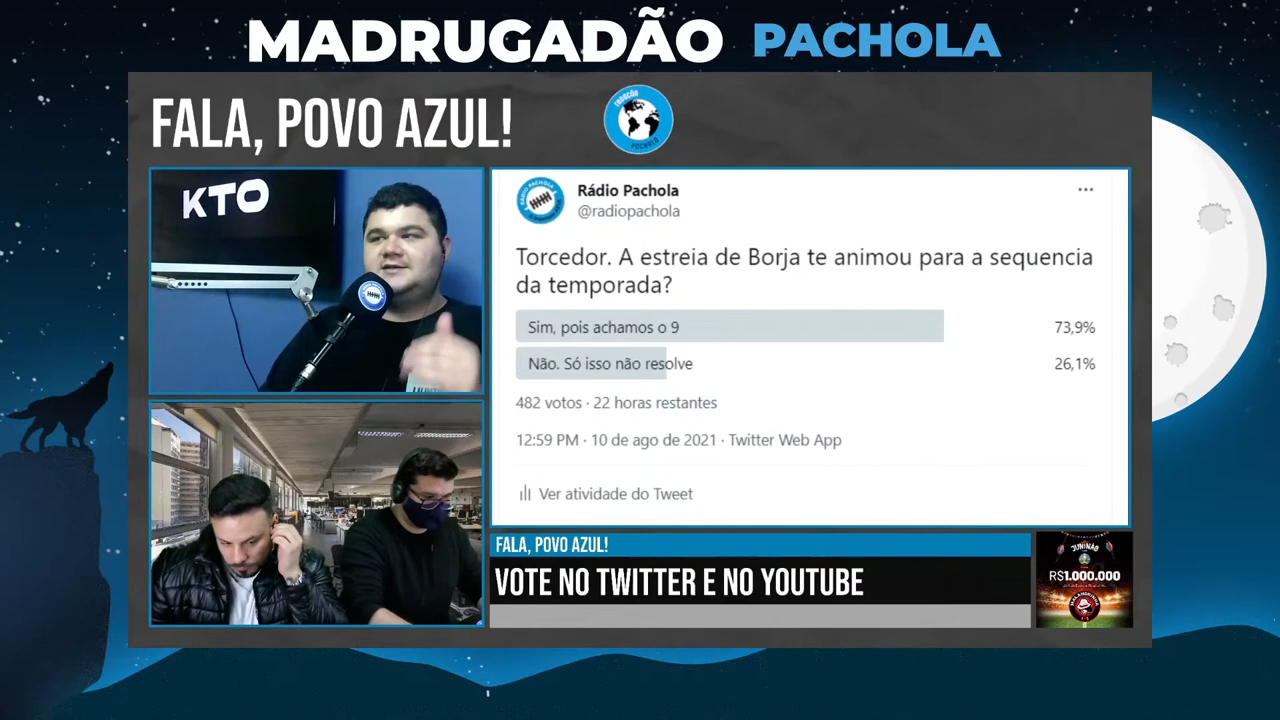 MADRUGADÃO PACHOLA
FALA, POVO AZUL!
KTO
Rádio Pachola
@radiopachola
Torcedor. A estreia de Borja te animou para a sequencia
da temporada?
Sim, pois achamos o 9 73,9%
Não. Só isso não resolve 26,1%
482 votos · 22 horas restantes
12:59 PM · 10 de ago de 2021 · Twitter Web App
Ver atividade do Tweet
FALA, POVO AZUL!
VOTE NO TWITTER E NO YOUTUBE
JUNINÃO
R$1.000.000
MALANDRINHA